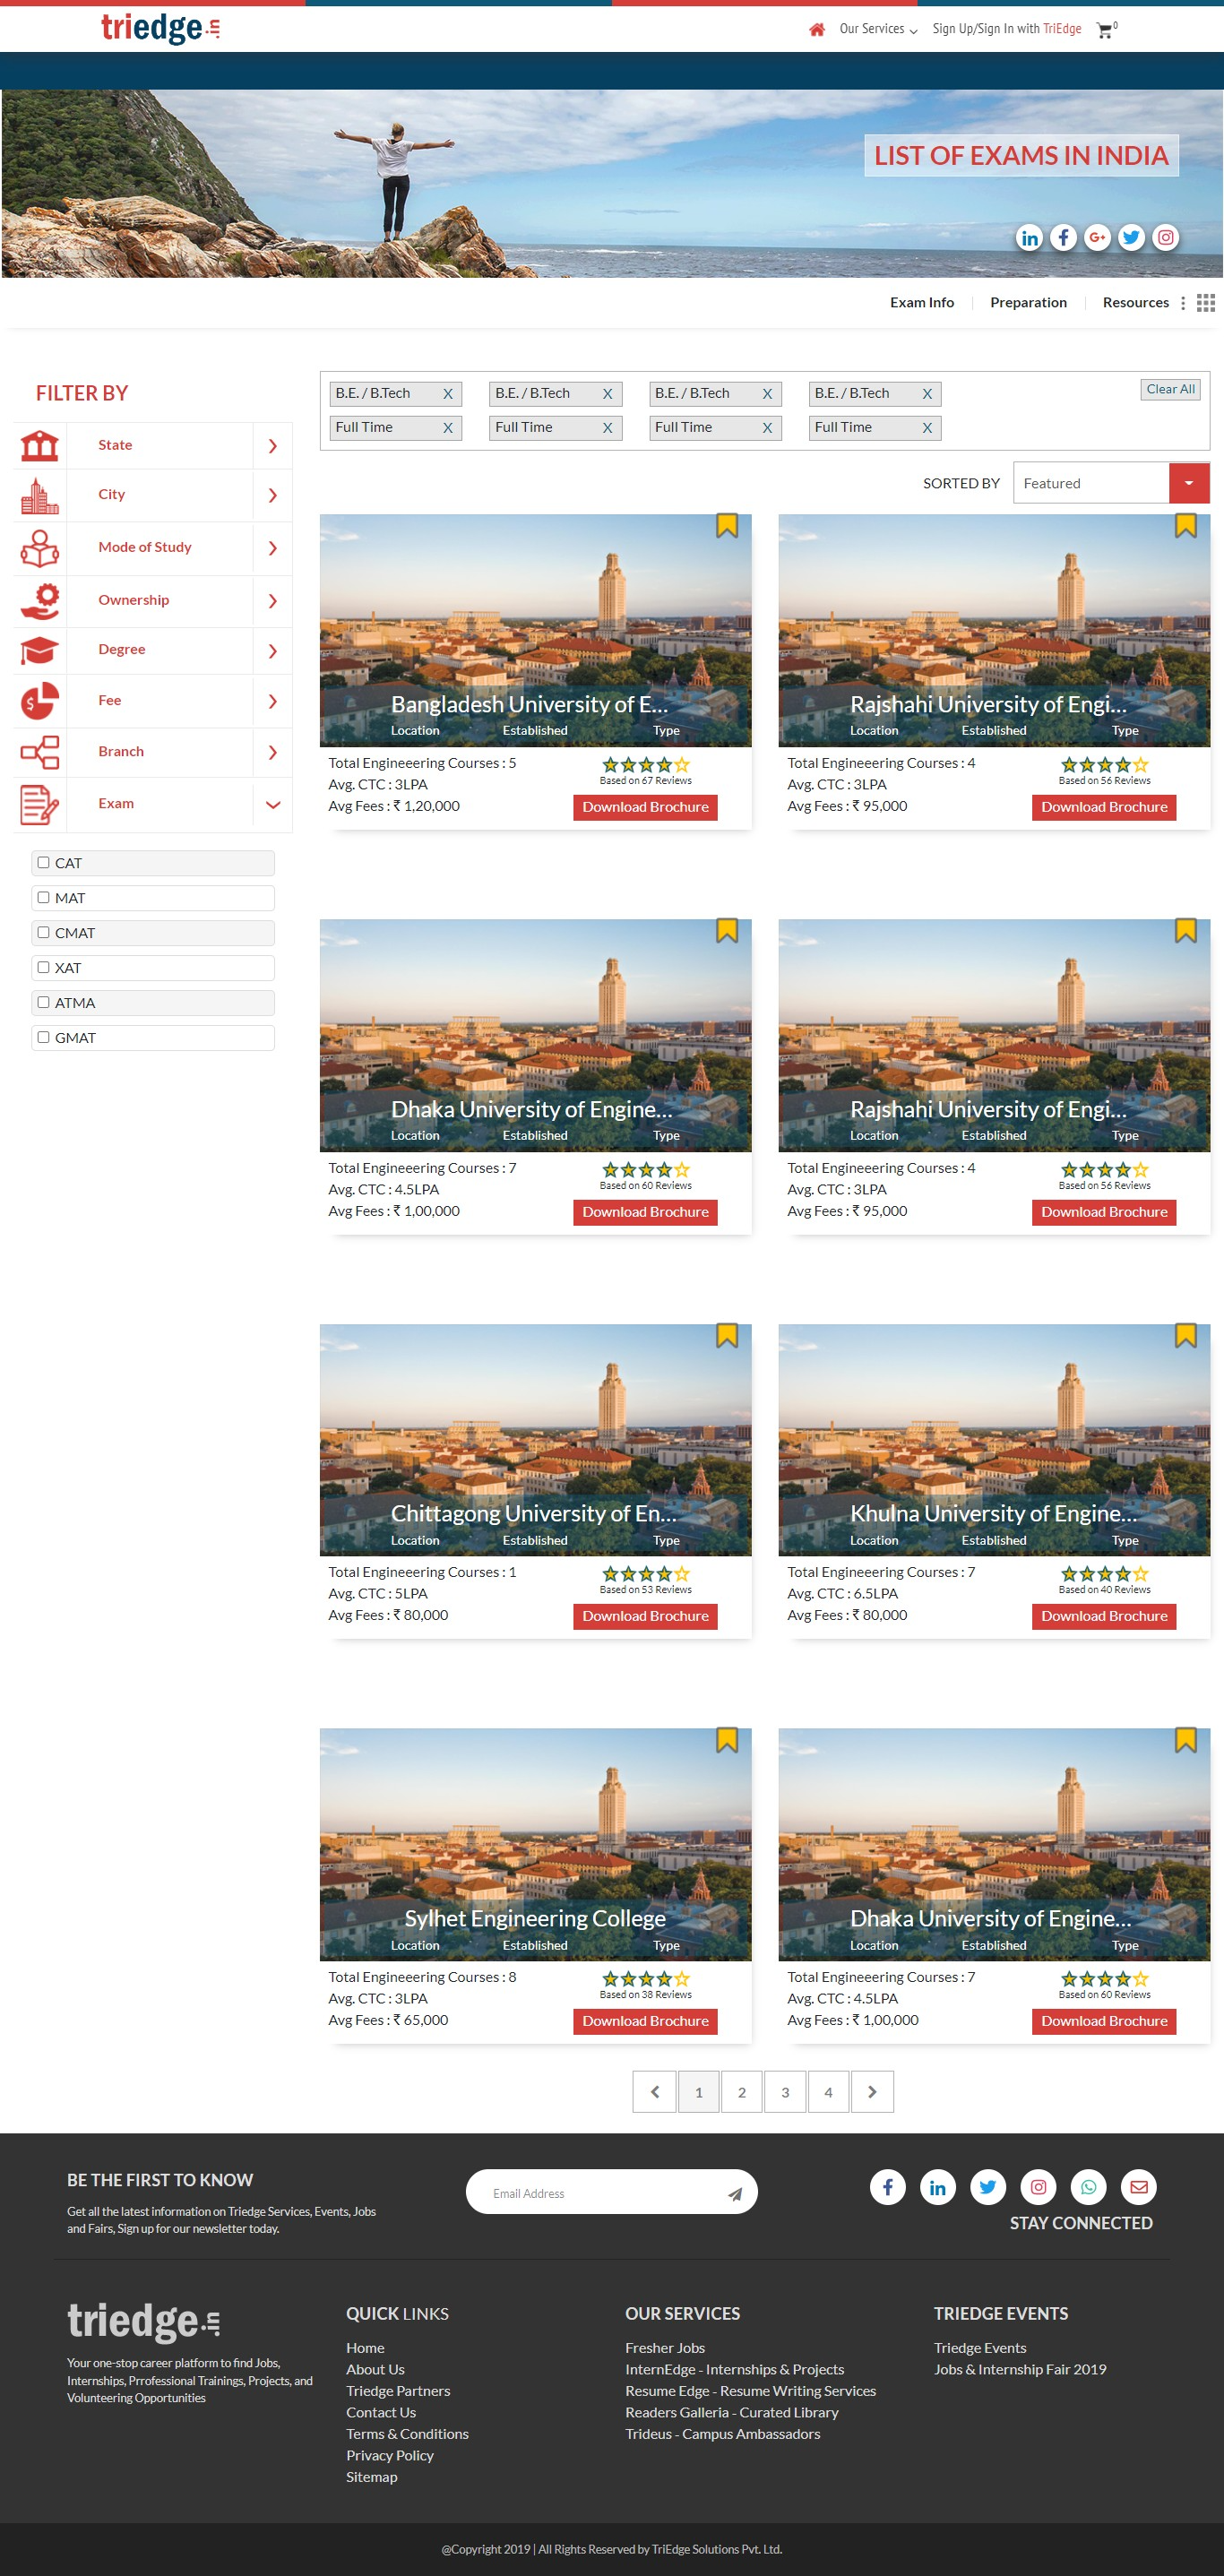 triedge.in
Our Services
Sign Up/Sign In with TriEdge
0
LIST OF EXAMS IN INDIA
Exam Info
Preparation
Resources
FILTER BY
State
City
Mode of Study
Ownership
Degree
Fee
Branch
Exam
CAT
MAT
CMAT
XAT
ATMA
GMAT
B.E. / B.Tech X B.E. / B.Tech X B.E. / B.Tech X B.E. / B.Tech X
Clear All
Full Time X Full Time X Full Time X Full Time X
SORTED BY Featured
Bangladesh University of E...
Location Established Type
Total Engineeering Courses : 5
Based on 67 Reviews
Avg. CTC : 3LPA
Avg Fees : ₹ 1,20,000
Download Brochure
Rajshahi University of Engi...
Location Established Type
Total Engineeering Courses : 4
Based on 56 Reviews
Avg. CTC : 3LPA
Avg Fees : ₹ 95,000
Download Brochure
Dhaka University of Engine...
Location Established Type
Total Engineeering Courses : 7
Based on 60 Reviews
Avg. CTC : 4.5LPA
Avg Fees : ₹ 1,00,000
Download Brochure
Rajshahi University of Engi...
Location Established Type
Total Engineeering Courses : 4
Based on 56 Reviews
Avg. CTC : 3LPA
Avg Fees : ₹ 95,000
Download Brochure
Chittagong University of En...
Location Established Type
Total Engineeering Courses : 1
Based on 53 Reviews
Avg. CTC : 5LPA
Avg Fees : ₹ 80,000
Download Brochure
Khulna University of Engine...
Location Established Type
Total Engineeering Courses : 7
Based on 40 Reviews
Avg. CTC : 6.5LPA
Avg Fees : ₹ 80,000
Download Brochure
Sylhet Engineering College
Location Established Type
Total Engineeering Courses : 8
Based on 38 Reviews
Avg. CTC : 3LPA
Avg Fees : ₹ 65,000
Download Brochure
Dhaka University of Engine...
Location Established Type
Total Engineeering Courses : 7
Based on 60 Reviews
Avg. CTC : 4.5LPA
Avg Fees : ₹ 1,00,000
Download Brochure
1 2 3 4
BE THE FIRST TO KNOW
Get all the latest information on Triedge Services, Events, Jobs
and Fairs, Sign up for our newsletter today.
Email Address
STAY CONNECTED
triedge.in
Your one-stop career platform to find Jobs,
Internships, Prrofessional Trainings, Projects, and
Volunteering Opportunities
QUICK LINKS
Home
About Us
Triedge Partners
Contact Us
Terms & Conditions
Privacy Policy
Sitemap
OUR SERVICES
Fresher Jobs
InternEdge - Internships & Projects
Resume Edge - Resume Writing Services
Readers Galleria - Curated Library
Trideus - Campus Ambassadors
TRIEDGE EVENTS
Triedge Events
Jobs & Internship Fair 2019
@Copyright 2019 | All Rights Reserved by TriEdge Solutions Pvt. Ltd.